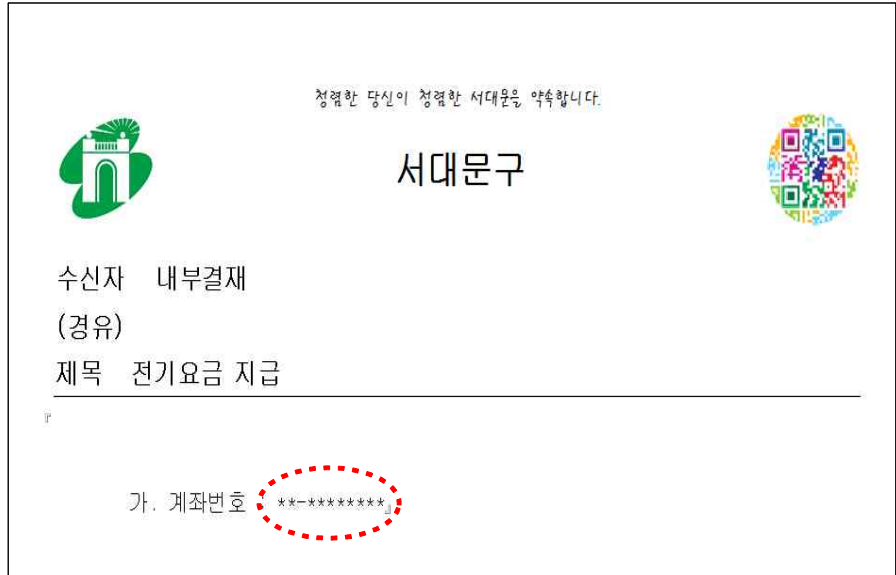 청렴한 당신이 청렴한 서대문을 약속합니다.
서대문구
수신자 내부결재
(경유)
제목 전기요금 지급
『
가. 계좌번호 : **-********』